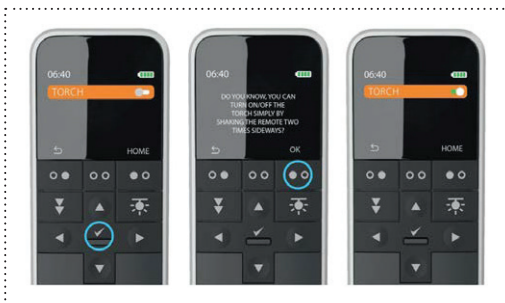 06:40
TORCH
HOME
06:40
DO YOU KNOW, YOU CAN
TURN ON/OFF THE
TORCH SIMPLY BY
SHAKING THE REMOTE TWO
TIMES SIDEWAYS?
OK
06:40
TORCH
HOME